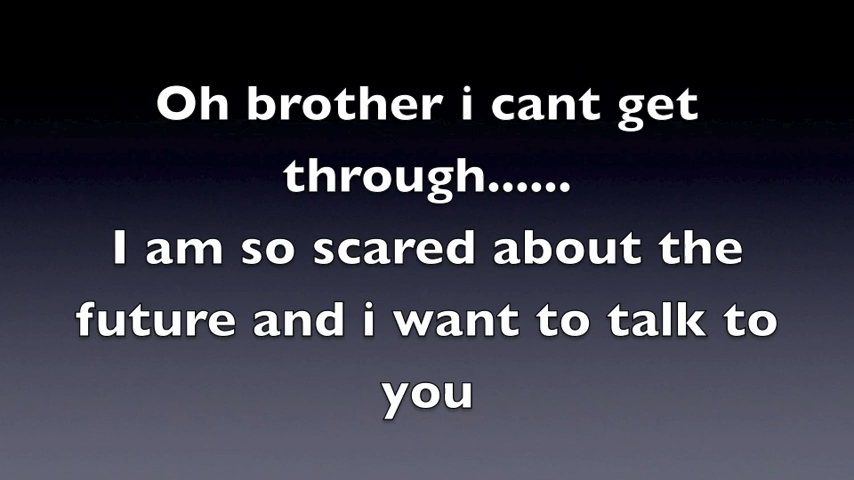 Oh brother i cant get
through......
I am so scared about the
future and i want to talk to
you